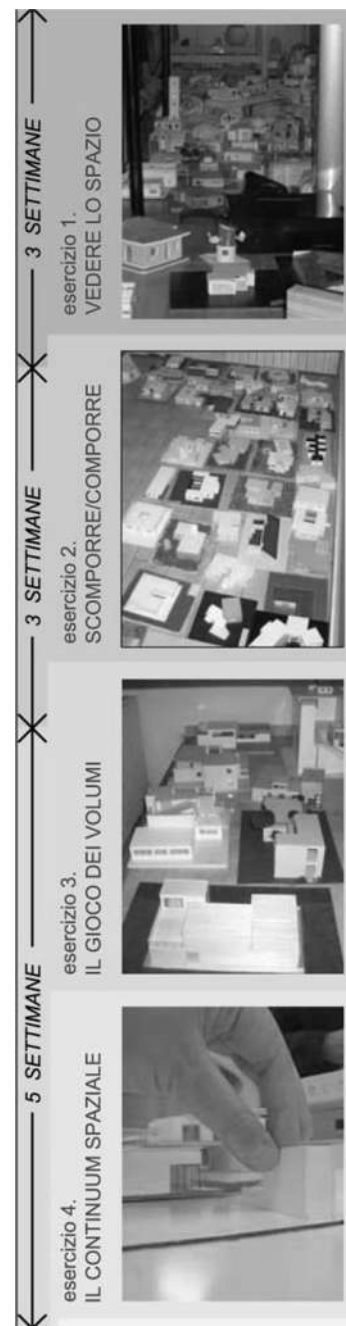 5 SETTIMANE
3 SETTIMANE
3 SETTIMANE
esercizio 4.
IL CONTINUUM SPAZIALE
esercizio 3.
IL GIOCO DEI VOLUMI
esercizio 2.
SCOMPORRE/COMPORRE
esercizio 1.
VEDERE LO SPAZIO